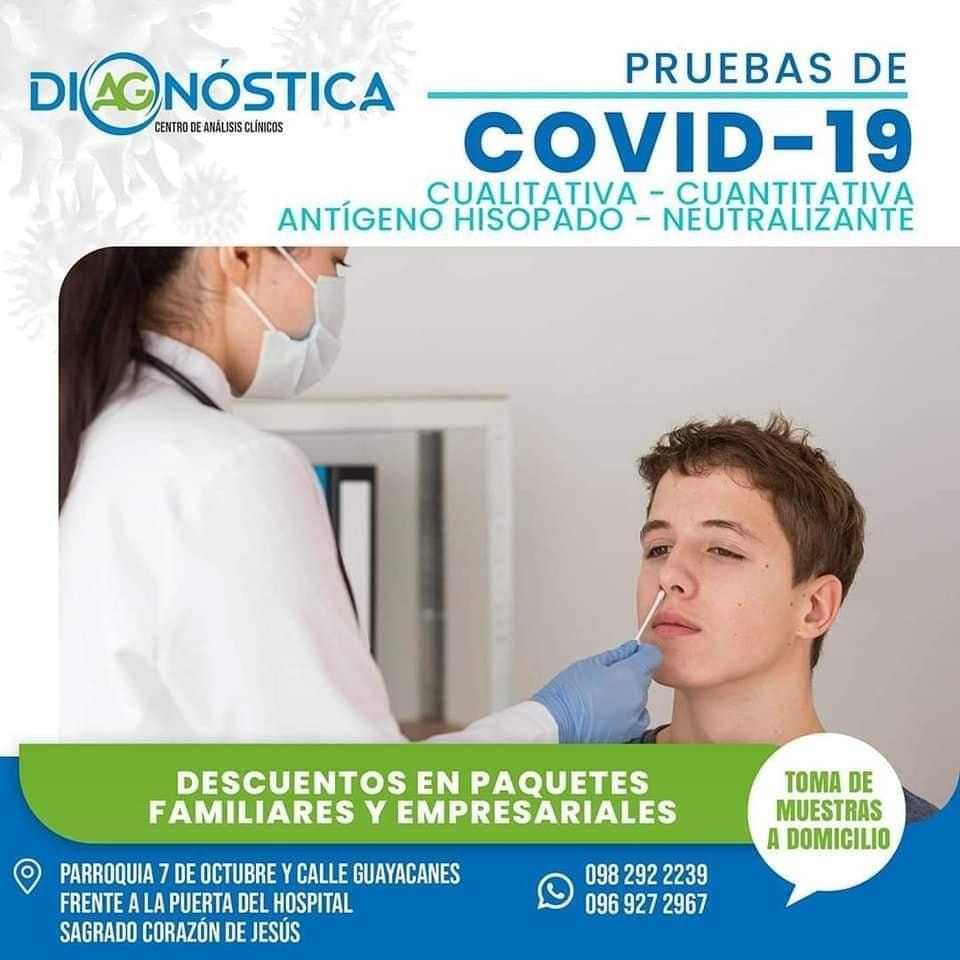 DIAGNÓSTICA
CENTRO DE ANÁLISIS CLÍNICOS
PRUEBAS DE
COVID-19
CUALITATIVA - CUANTITATIVA
ANTÍGENO HISOPADO - NEUTRALIZANTE
DESCUENTOS EN PAQUETES
FAMILIARES Y EMPRESARIALES
TOMA DE
MUESTRAS
A DOMICILIO
PARROQUIA 7 DE OCTUBRE Y CALLE GUAYACANES
FRENTE A LA PUERTA DEL HOSPITAL
SAGRADO CORAZÓN DE JESÚS
098 292 2239
096 927 2967